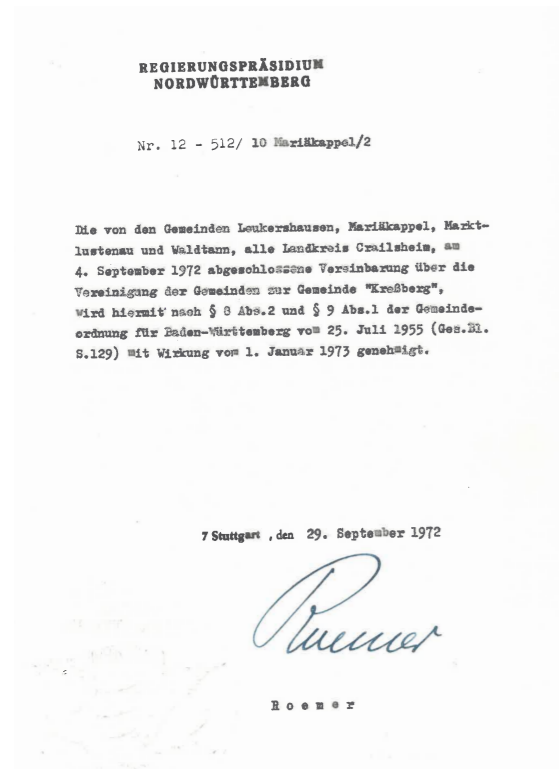 REGIERUNGSPRÄSIDIUM
NORDWÜRTTEMBERG
Nr. 12 - 512/ 10 Mariäkappel/2
Die von den Gemeinden Leukershausen, Mariäkappel, Markt-
lustenau und Waldtann, alle Landkreis Crailsheim, am
4. September 1972 abgeschlossene Vereinbarung über die
Vereinigung der Gemeinden zur Gemeinde "Kreßberg",
wird hiermit nach § 8 Abs.2 und § 9 Abs.1 der Gemeinde-
ordnung für Baden-Württemberg vom 25. Juli 1955 (Ges.Bl.
S.129) mit Wirkung vom 1. Januar 1973 genehmigt.
7 Stuttgart , den 29. September 1972
Roemer
Roemer